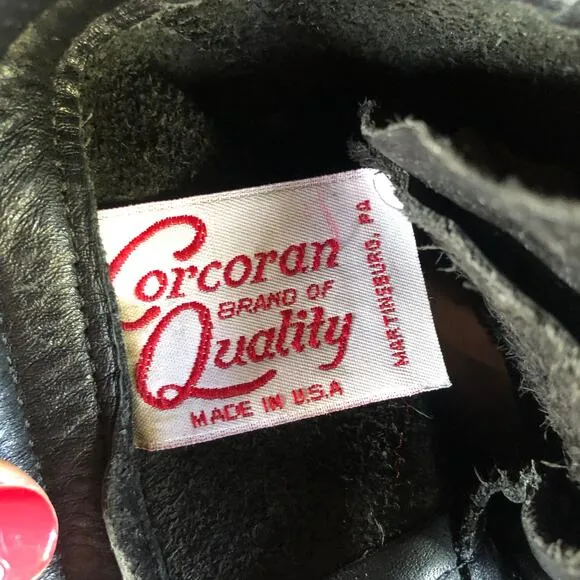 Corcoran
BRAND OF
Quality
MADE IN U.S.A
MARTINSBURG, PA